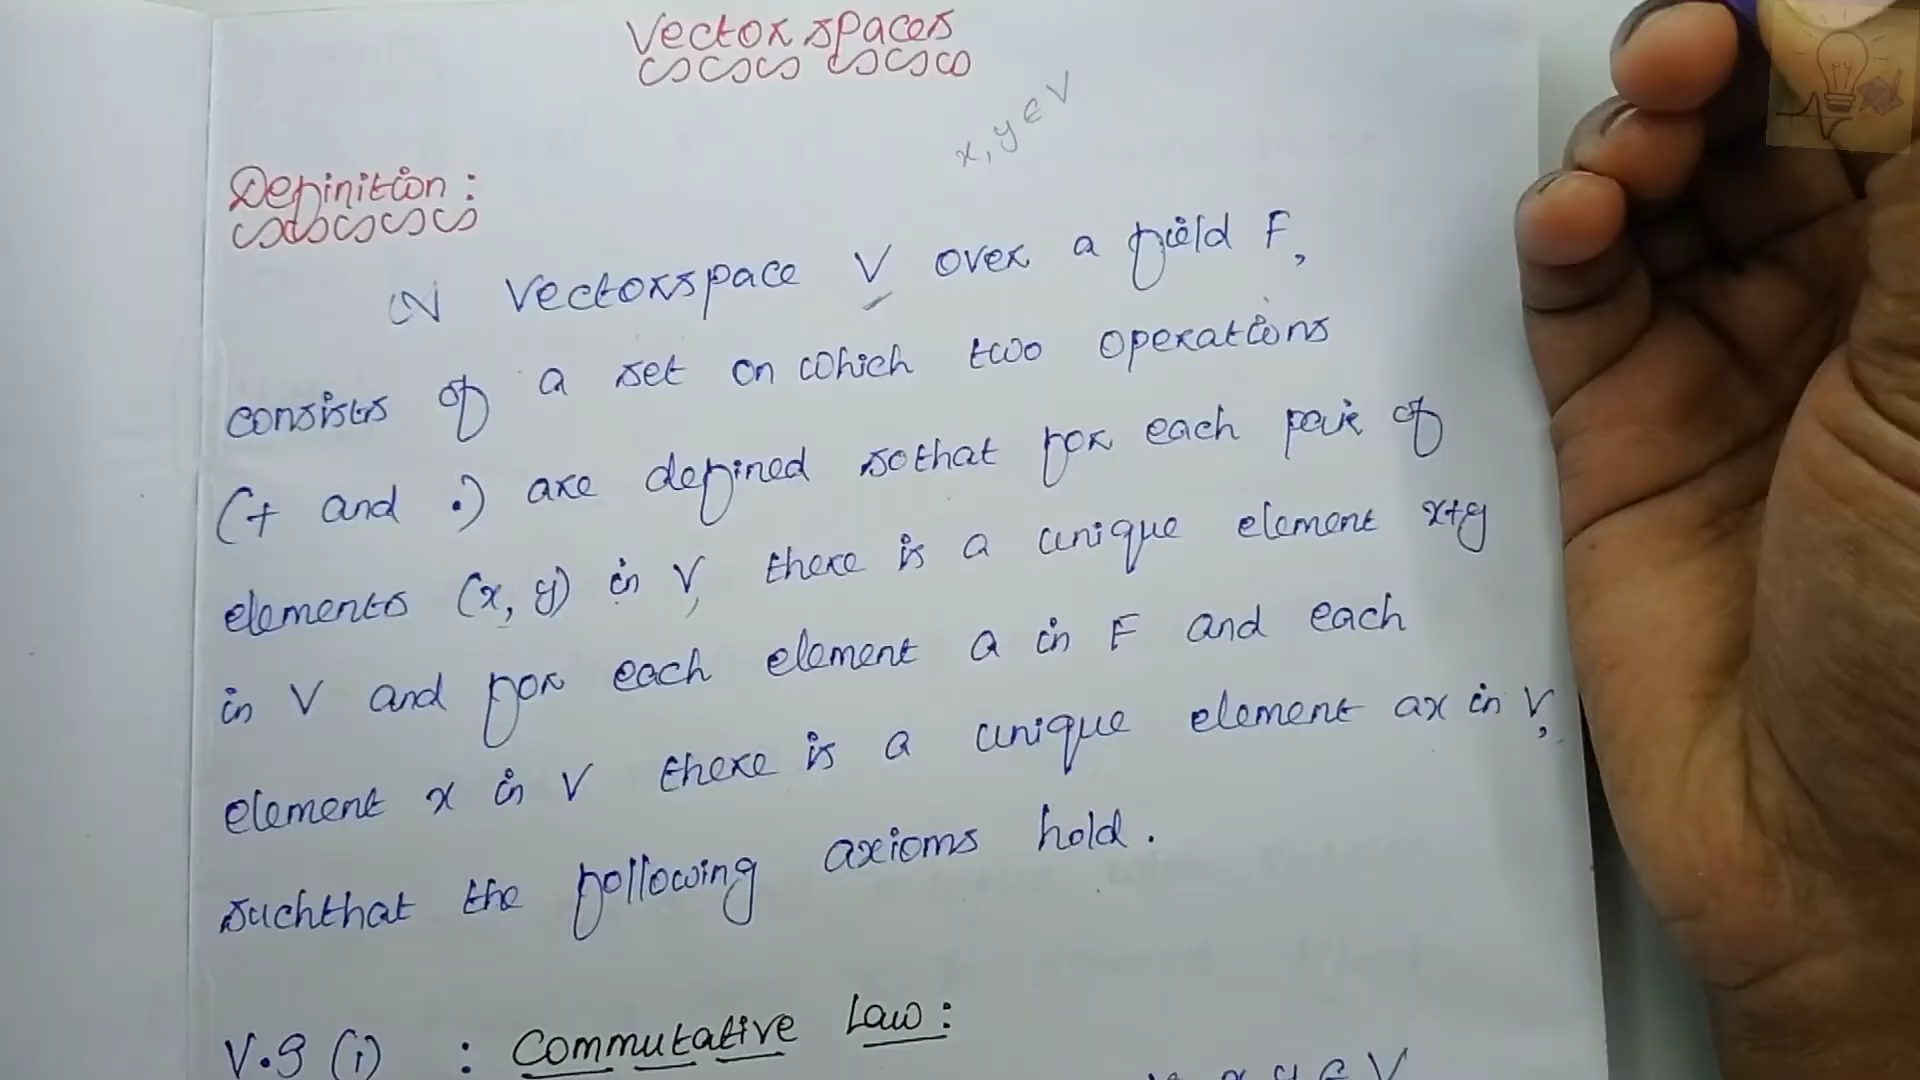 Vector spaces
x, y ∈ V
Definition:
A vectorspace V over a field F,
consists of a set on which two operations
(+ and •) are defined sothat for each pair of
elements (x, y) in V, there is a unique element x+y
in V and for each element a in F and each
element x in V there is a unique element ax in V,
suchthat the following axioms hold.
V.S (i) : Commutative Law:
x, y ∈ V